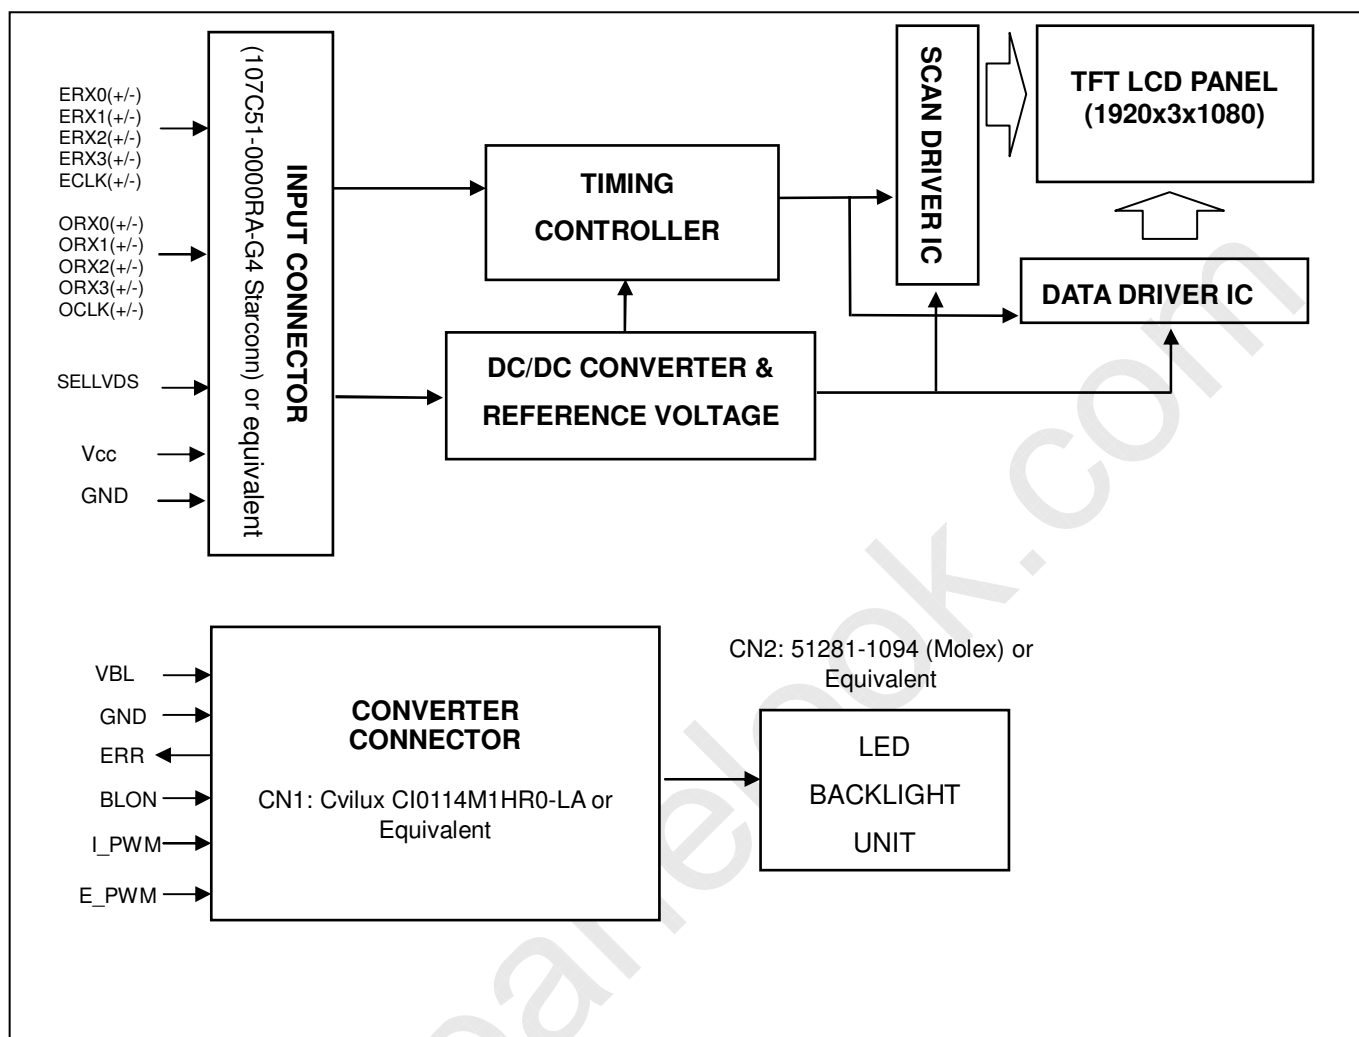 ERX0(+/-)
ERX1(+/-)
ERX2(+/-)
ERX3(+/-)
ECLK(+/-)
ORX0(+/-)
ORX1(+/-)
ORX2(+/-)
ORX3(+/-)
OCLK(+/-)
SELLVDS
Vcc
GND
INPUT CONNECTOR
(107C51-0000RA-G4 Starconn) or equivalent
TIMING
CONTROLLER
DC/DC CONVERTER &
REFERENCE VOLTAGE
SCAN DRIVER IC
TFT LCD PANEL
(1920x3x1080)
DATA DRIVER IC
VBL
GND
ERR
BLON
I_PWM
E_PWM
CONVERTER
CONNECTOR
CN1: Cvilux CI0114M1HR0-LA or
Equivalent
CN2: 51281-1094 (Molex) or
Equivalent
LED
BACKLIGHT
UNIT
panelook.com